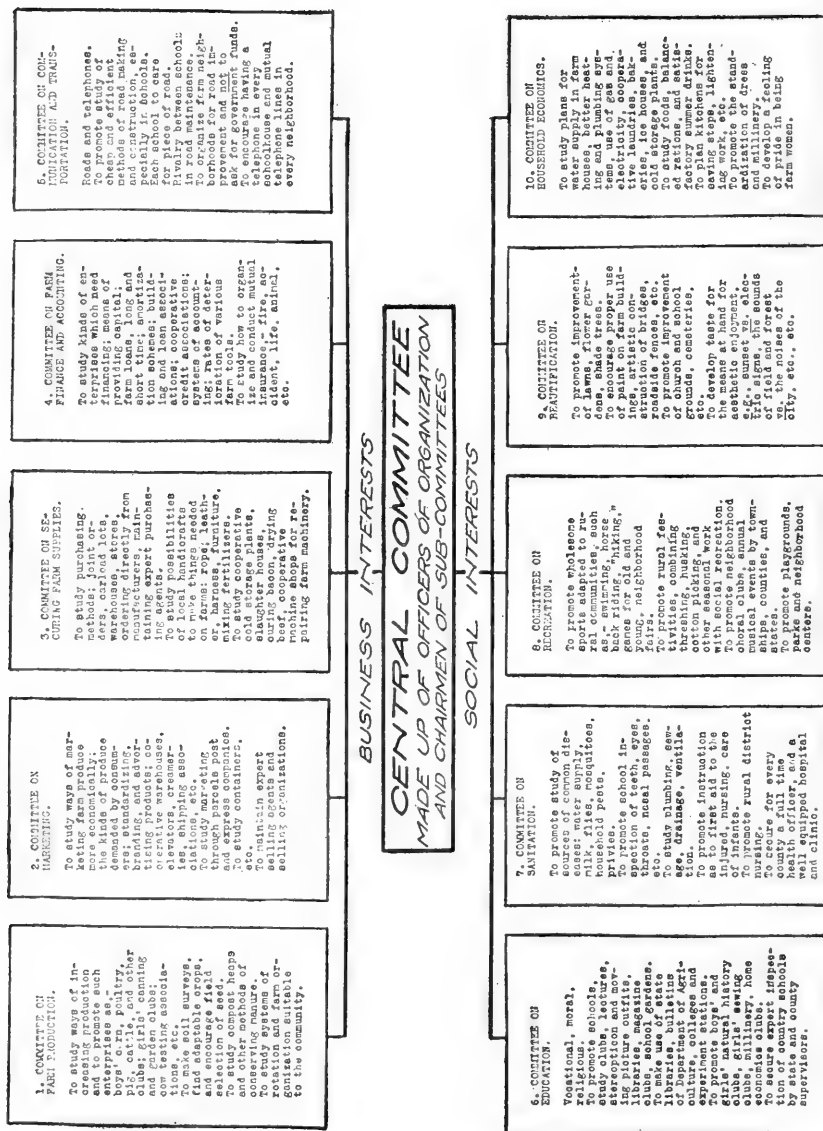 1. COMMITTEE ON
FARM PRODUCTION.
To study ways of in-
creasing production
and to promote such
enterprises as,-
boys' corn, poultry,
pig, cattle, and other
clubs; girls' canning
and garden clubs;
cow testing associa-
tions, etc.
To make soil surveys,
find adaptable crops,
and encourage field
selection of seed.
To study compost heaps
and other methods of
conserving manure.
To study systems of
rotation and farm or-
ganization suitable
to the community.
2. COMMITTEE ON
MARKETING.
To study ways of mar-
keting farm produce
more economically;
the kinds of produce
demanded by consum-
ers; standardizing,
branding, and adver-
tising products; co-
operative warehouses,
elevators, creamer-
ies, shipping asso-
ciations, etc.
To study marketing
through parcels post
and express companies.
To study containers,
etc.
To maintain expert
selling agents and
selling organizations.
3. COMMITTEE ON SE-
CURING FARM SUPPLIES.
To study purchasing
methods; joint or-
ders, carload lots,
warehouses, stores,
ordering directly from
manufacturers, main-
taining expert purchas-
ing agents.
To study possibilities
of local handicrafts
to make things needed
on farms: rope, leath-
er, harness, furniture,
mixing fertilizers.
To study cooperative
cold storage plants,
slaughter houses,
curing bacon, drying
beef, cooperative
machine shops for re-
pairing farm machinery.
4. COMMITTEE ON FARM
FINANCE AND ACCOUNTING.
To study kinds of en-
terprises which need
financing; means of
providing capital;
farm loans, long and
short time; amortiza-
tion schemes; build-
ing and loan associ-
ations; cooperative
credit associations;
systems of account-
ing; rates of deter-
ioration of various
farm tools.
To study how to organ-
ize and conduct mutual
insurance - fire, ac-
cident, life, animal,
etc.
5. COMMITTEE ON COM-
MUNICATION AND TRANS-
PORTATION.
Roads and telephones.
To promote study of
cheap and efficient
methods of road making
and construction, es-
pecially in schools.
Each school to care
for piece of road.
Rivalry between schools
in road maintenance.
To organize farm neigh-
borhoods for road im-
provement and not to
ask for government funds.
To encourage having a
telephone in every
schoolhouse and mutual
telephone lines in
every neighborhood.
BUSINESS INTERESTS
CENTRAL COMMITTEE
MADE UP OF OFFICERS OF ORGANIZATION
AND CHAIRMEN OF SUB-COMMITTEES
SOCIAL INTERESTS
6. COMMITTEE ON
EDUCATION.
Vocational, moral,
religious.
To promote schools,
study clubs, lectures,
stereopticon and mov-
ing picture outfits,
libraries, magazine
clubs, school gardens.
To make use of state
libraries, bulletins
of Department of Agri-
culture, colleges and
experiment stations.
To promote boys' and
girls' natural history
clubs, girls' sewing
clubs, millinery, home
economics clubs.
To secure expert inspec-
tion of country schools
by state and county
supervisors.
7. COMMITTEE ON
SANITATION.
To promote study of
sources of common dis-
eases: water supply,
milk, flies, mosquitoes,
household pests,
privies.
To promote school in-
spection of teeth, eyes,
throats, nasal passages,
etc.
To study plumbing, sew-
age, drainage, ventila-
tion.
To promote instruction
as to first aid to the
injured, nursing, care
of infants.
To promote rural district
nursing.
To secure for every
county a full time
health officer, and a
well equipped hospital
and clinic.
8. COMMITTEE ON
RECREATION.
To promote wholesome
sports adapted to ru-
ral communities, such
as,- swimming, horse
back riding, "hiking,"
games for old and
young, neighborhood
fairs.
To promote rural fes-
tivities, combining
thrashing, husking,
cotton picking, and
other seasonal work
with social recreation.
To promote neighborhood
choral clubs, annual
musical events by town-
ships, counties, and
states.
To promote playgrounds,
parks and neighborhood
centers.
9. COMMITTEE ON
BEAUTIFICATION.
To promote improvement
of lawns, flower gar-
dens, shade trees.
To encourage proper use
of paint on farm build-
ings, artistic con-
struction of bridges,
roadside fences, etc.
To promote improvement
of church and school
grounds, cemeteries,
etc.
To develop taste for
the means at hand for
aesthetic enjoyment,
e.g., sunset vs. elec-
tric signs, the sounds
of field and forest
vs. the noises of the
city, etc., etc.
10. COMMITTEE ON
HOUSEHOLD ECONOMICS.
To study plans for
water supply in farm
houses, better heat-
ing and plumbing sys-
tems, use of gas and
electricity, coopera-
tive laundries, bak-
eries, ice houses, and
cold storage plants.
To study foods, balanc-
ed rations, and satis-
factory summer drinks.
To plan kitchens for
saving steps, lighten-
ing work, etc.
To promote the stand-
ardization of dress
and millinery.
To develop a feeling
of pride in being
farm women.